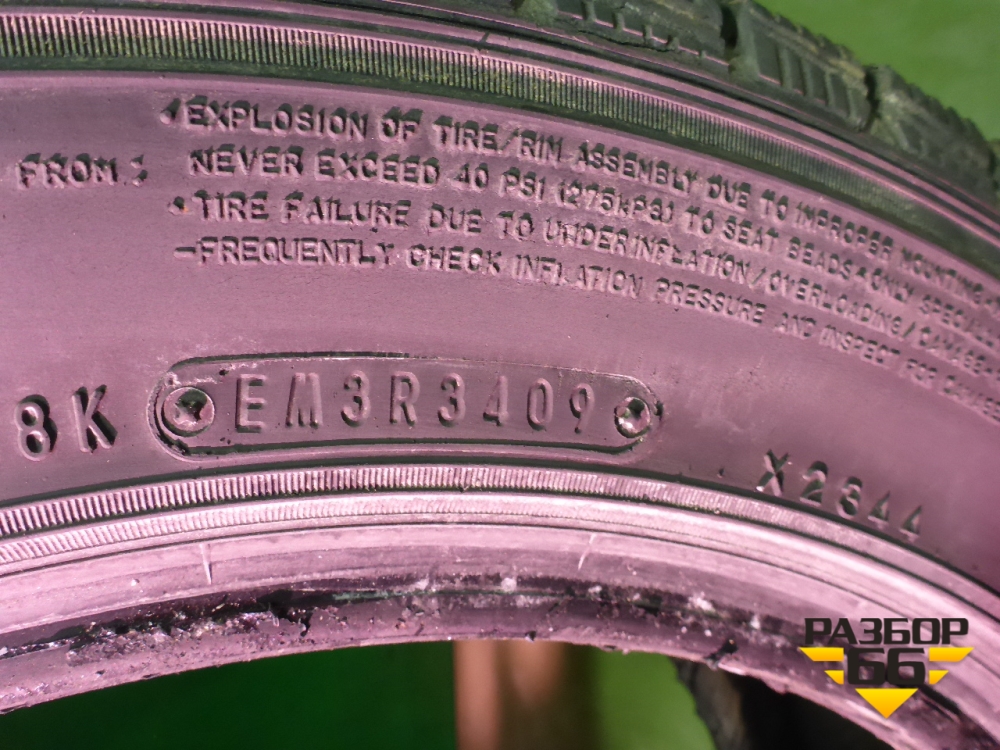 •EXPLOSION OF TIRE/RIM ASSEMBLY DUE TO IMPROPER MOUNTING-
FROM: NEVER EXCEED 40 PSI (275kPa) TO SEAT BEADS-ONLY
•TIRE FAILURE DUE TO UNDERINFLATION/OVERLOADING/
-FREQUENTLY CHECK INFLATION PRESSURE AND INSPECT FOR
8K EM3R3409
X2344
РАЗБОР
66